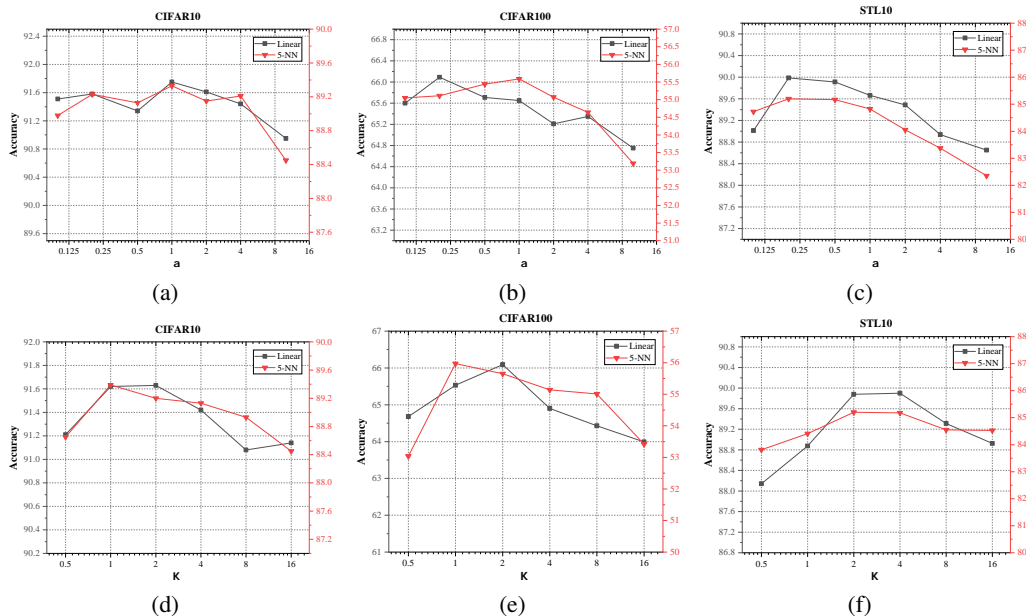 CIFAR10
92.4
92.0
91.6
91.2
90.8
90.4
90.0
89.6
Accuracy
Linear
5-NN
90.0
89.6
89.2
88.8
88.4
88.0
0.125 0.25 0.5 1 2 4 8 16
a
(a)
CIFAR100
66.8
66.4
66.0
65.6
65.2
64.8
64.4
64.0
63.6
63.2
Accuracy
Linear
5-NN
57.0
56.5
56.0
55.5
55.0
54.5
54.0
53.5
53.0
52.5
52.0
51.5
51.0
0.125 0.25 0.5 1 2 4 8 16
a
(b)
STL10
90.8
90.4
90.0
89.6
89.2
88.8
88.4
88.0
87.6
87.2
Accuracy
Linear
5-NN
88
87
86
85
84
83
82
81
80
0.125 0.25 0.5 1 2 4 8 16
a
(c)
CIFAR10
92.0
91.8
91.6
91.4
91.2
91.0
90.8
90.6
90.4
90.2
Accuracy
Linear
5-NN
90.0
89.7
89.4
89.1
88.8
88.5
88.2
87.9
87.6
87.3
0.5 1 2 4 8 16
K
(d)
CIFAR100
67
66
65
64
63
62
61
Accuracy
Linear
5-NN
57
56
55
54
53
52
51
50
0.5 1 2 4 8 16
K
(e)
STL10
90.8
90.4
90.0
89.6
89.2
88.8
88.4
88.0
87.6
87.2
86.8
Accuracy
Linear
5-NN
88
87
86
85
84
83
82
81
80
0.5 1 2 4 8 16
K
(f)